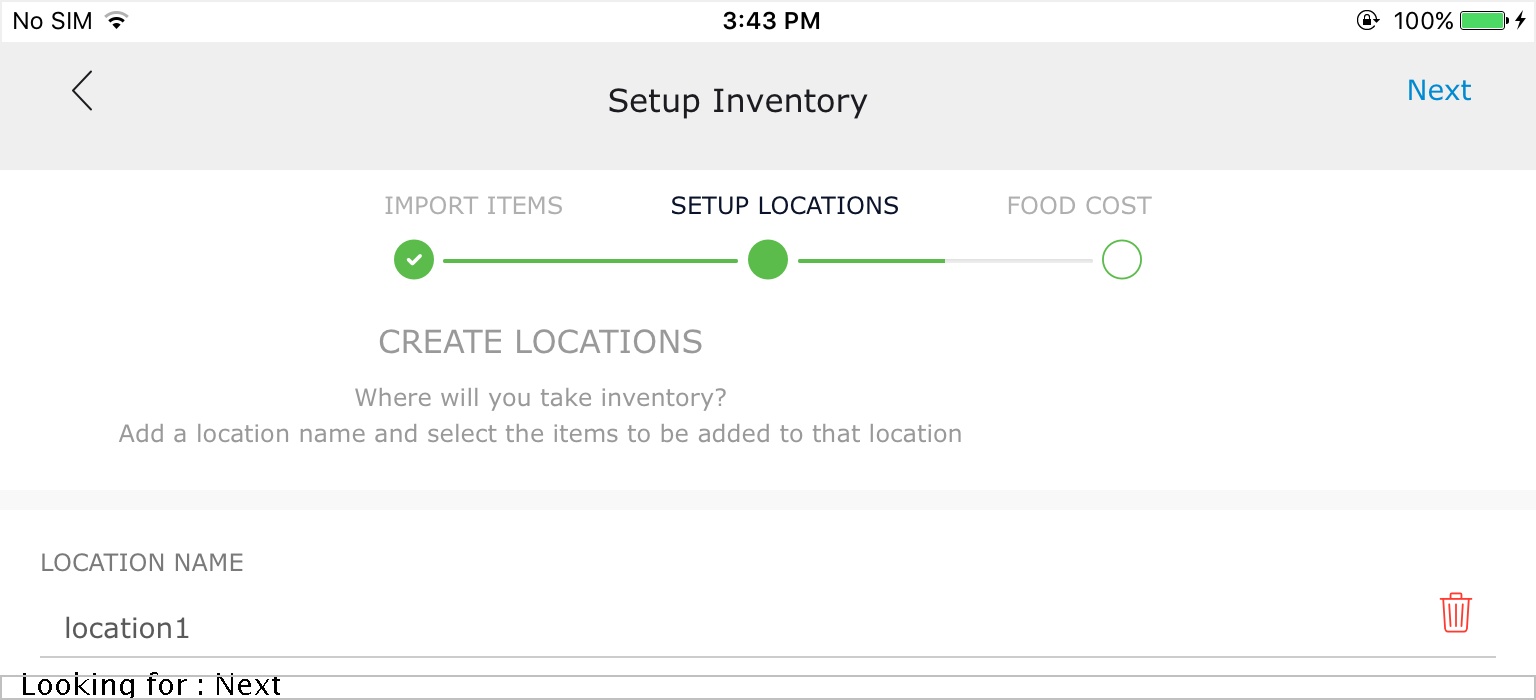 No SIM 3:43 PM 100%
Setup Inventory Next
IMPORT ITEMS SETUP LOCATIONS FOOD COST
CREATE LOCATIONS
Where will you take inventory?
Add a location name and select the items to be added to that location
LOCATION NAME
location1
Looking for : Next